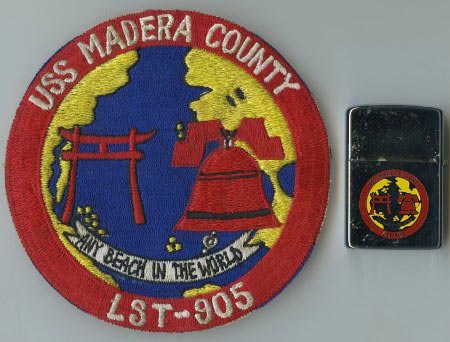 USS MADERA COUNTY
ANY BEACH IN THE WORLD
LST-905